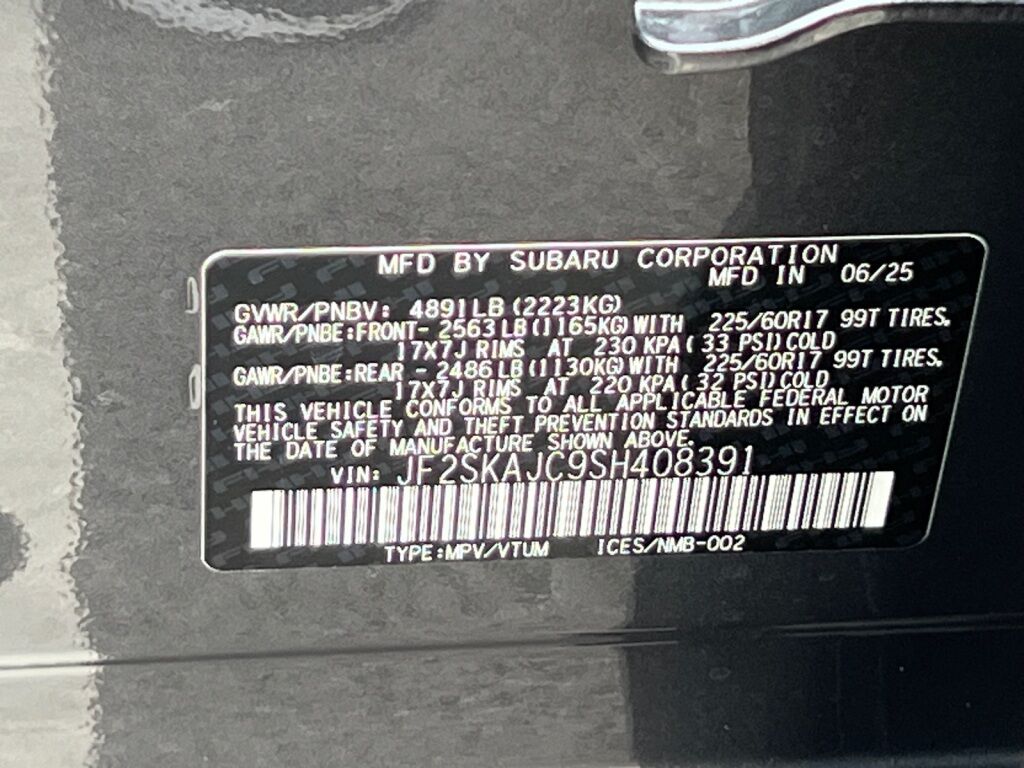 MFD BY SUBARU CORPORATION
MFD IN 06/25
GVWR/PNBV: 4891LB(2223KG)
GAWR/PNBE:FRONT- 2563LB(1165KG)WITH 225/60R17 99T TIRES.
17X7J RIMS AT 230 KPA( 33 PSI)COLD
GAWR/PNBE:REAR - 2486LB(1130KG)WITH 225/60R17 99T TIRES.
17X7J RIMS AT 220 KPA( 32 PSI)COLD
THIS VEHICLE CONFORMS TO ALL APPLICABLE FEDERAL MOTOR
VEHICLE SAFETY AND THEFT PREVENTION STANDARDS IN EFFECT ON
THE DATE OF MANUFACTURE SHOWN ABOVE.
VIN: JF2SKAJC9SH408391
TYPE:MPV/VTUM ICES/NMB-002